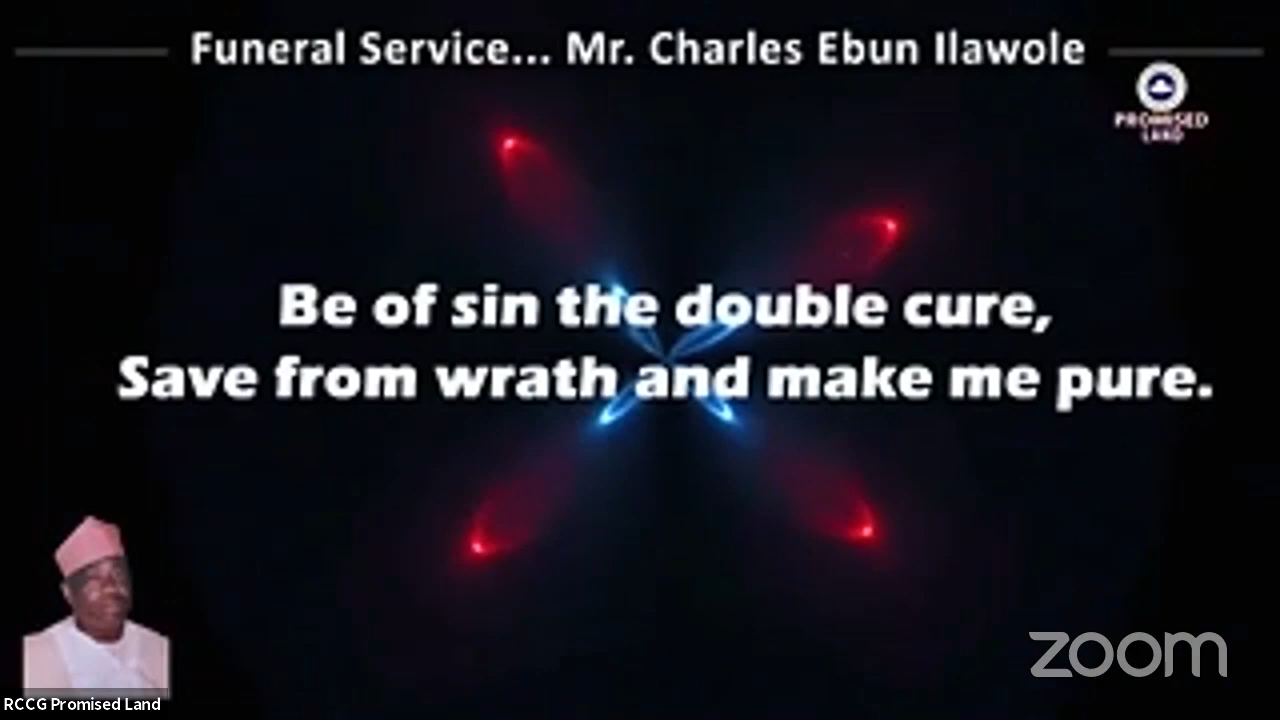 Funeral Service... Mr. Charles Ebun Ilawole
PROMISED
LAND
Be of sin the double cure,
Save from wrath and make me pure.
zoom
RCCG Promised Land